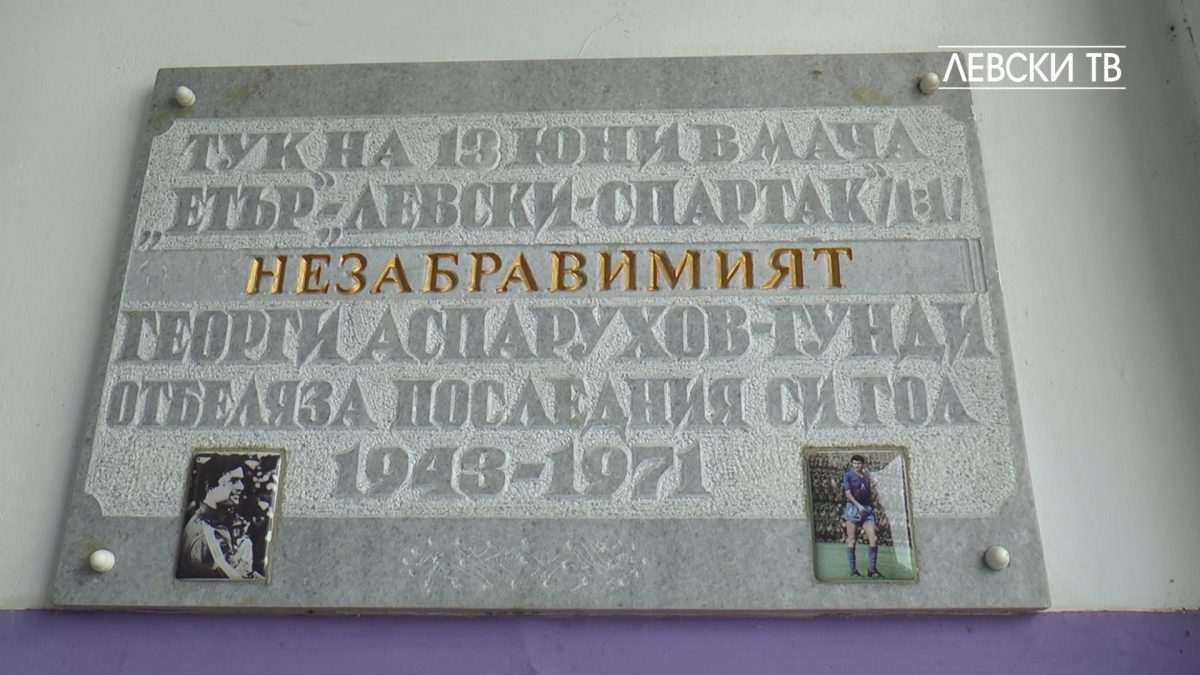 ЛЕВСКИ ТВ
ТУК НА 13 ЮНИ В МАЧА
„ЕТЪР”-„ЛЕВСКИ-СПАРТАК”/1:1/
НЕЗАБРАВИМИЯТ
ГЕОРГИ АСПАРУХОВ-ГУНДИ
ОТБЕЛЯЗА ПОСЛЕДНИЯ СИ ГОЛ
1943-1971